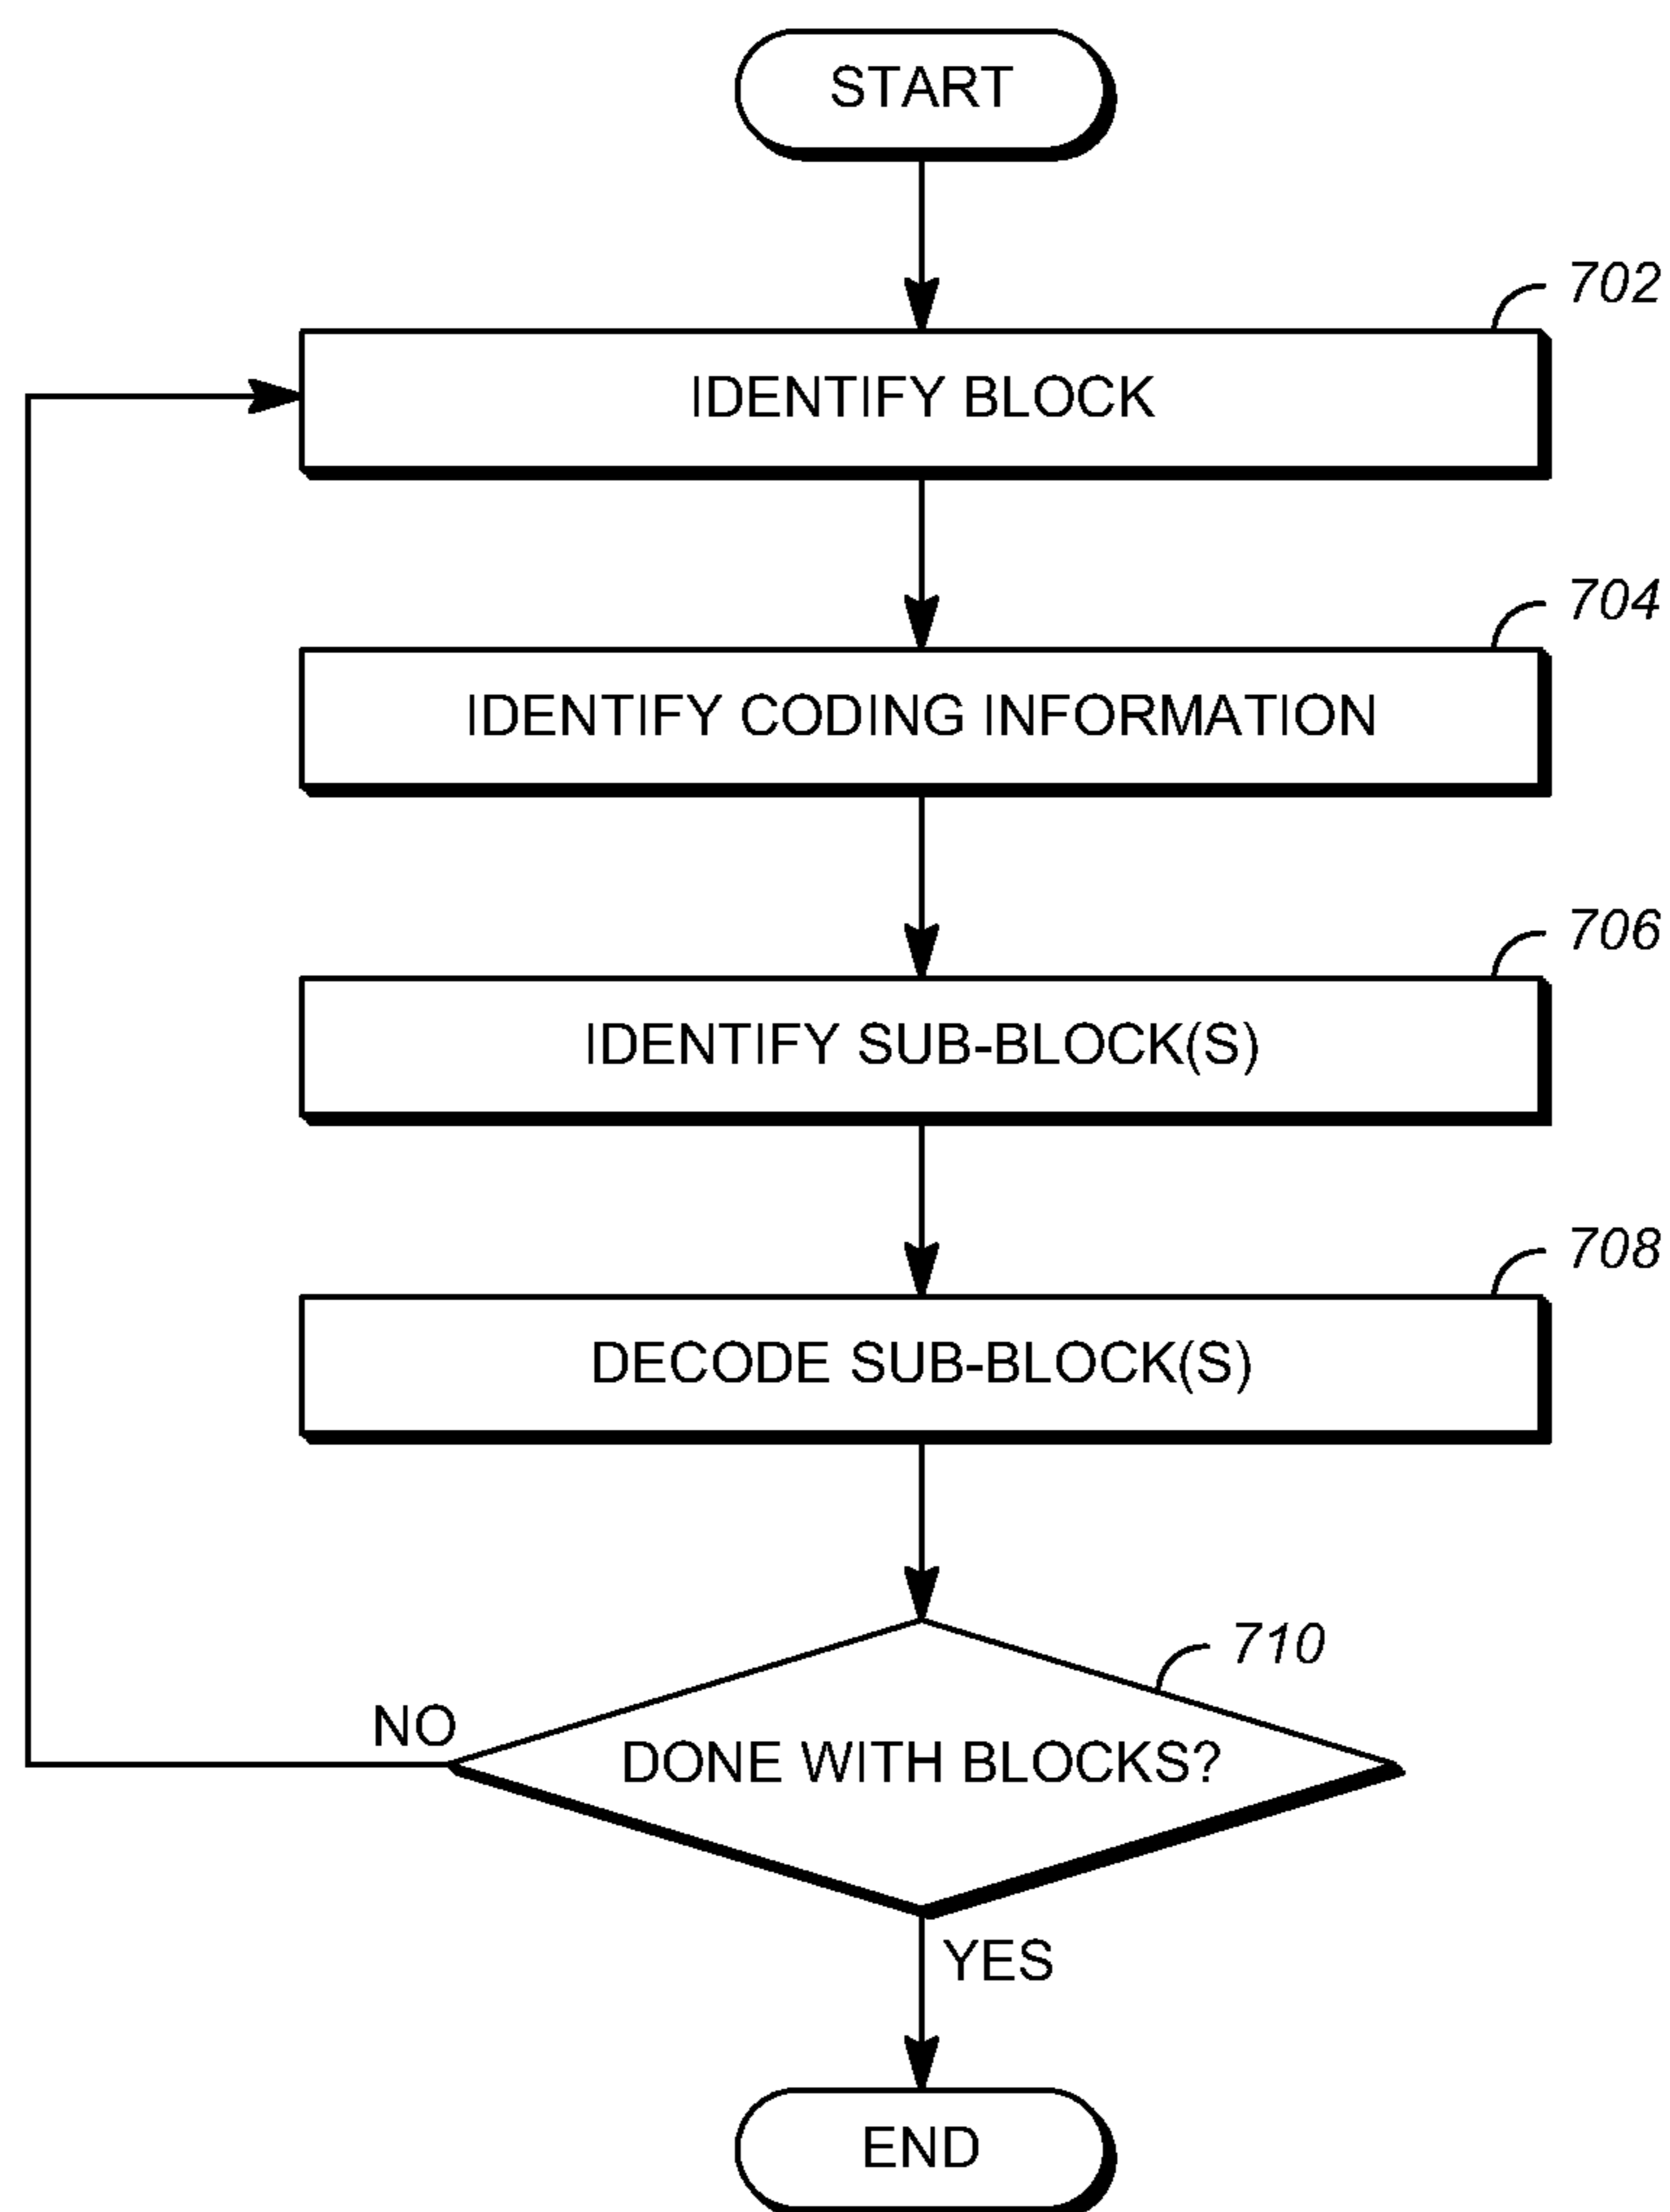 START
702
IDENTIFY BLOCK
704
IDENTIFY CODING INFORMATION
706
IDENTIFY SUB-BLOCK(S)
708
DECODE SUB-BLOCK(S)
710
NO
DONE WITH BLOCKS?
YES
END